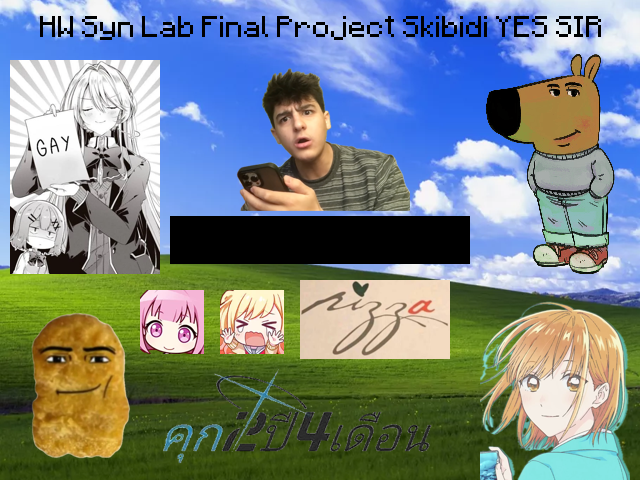 HW Syn Lab Final Project Skibidi YES SIR
GAY
pizza
คุก12ปี4เดือน